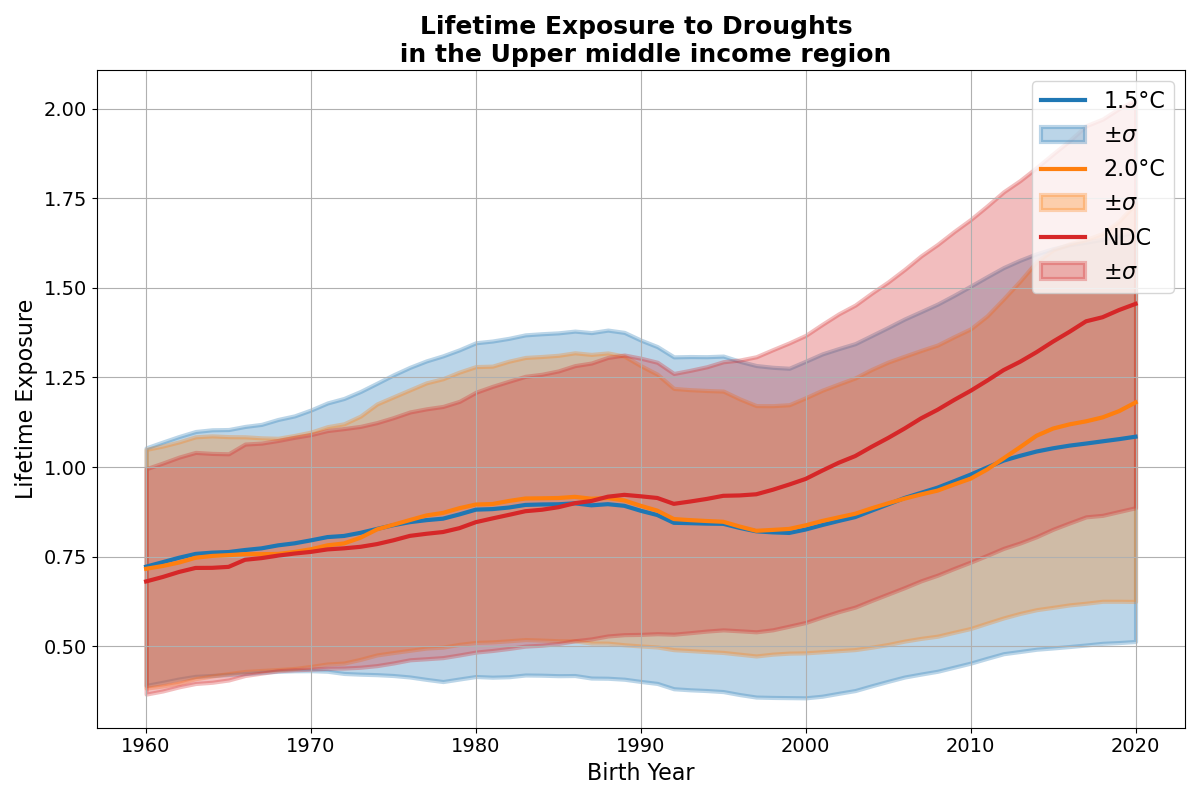 Lifetime Exposure to Droughts
in the Upper middle income region
Lifetime Exposure
2.00
1.75
1.50
1.25
1.00
0.75
0.50
1.5°C
±σ
2.0°C
±σ
NDC
±σ
1960
1970
1980
1990
2000
2010
2020
Birth Year